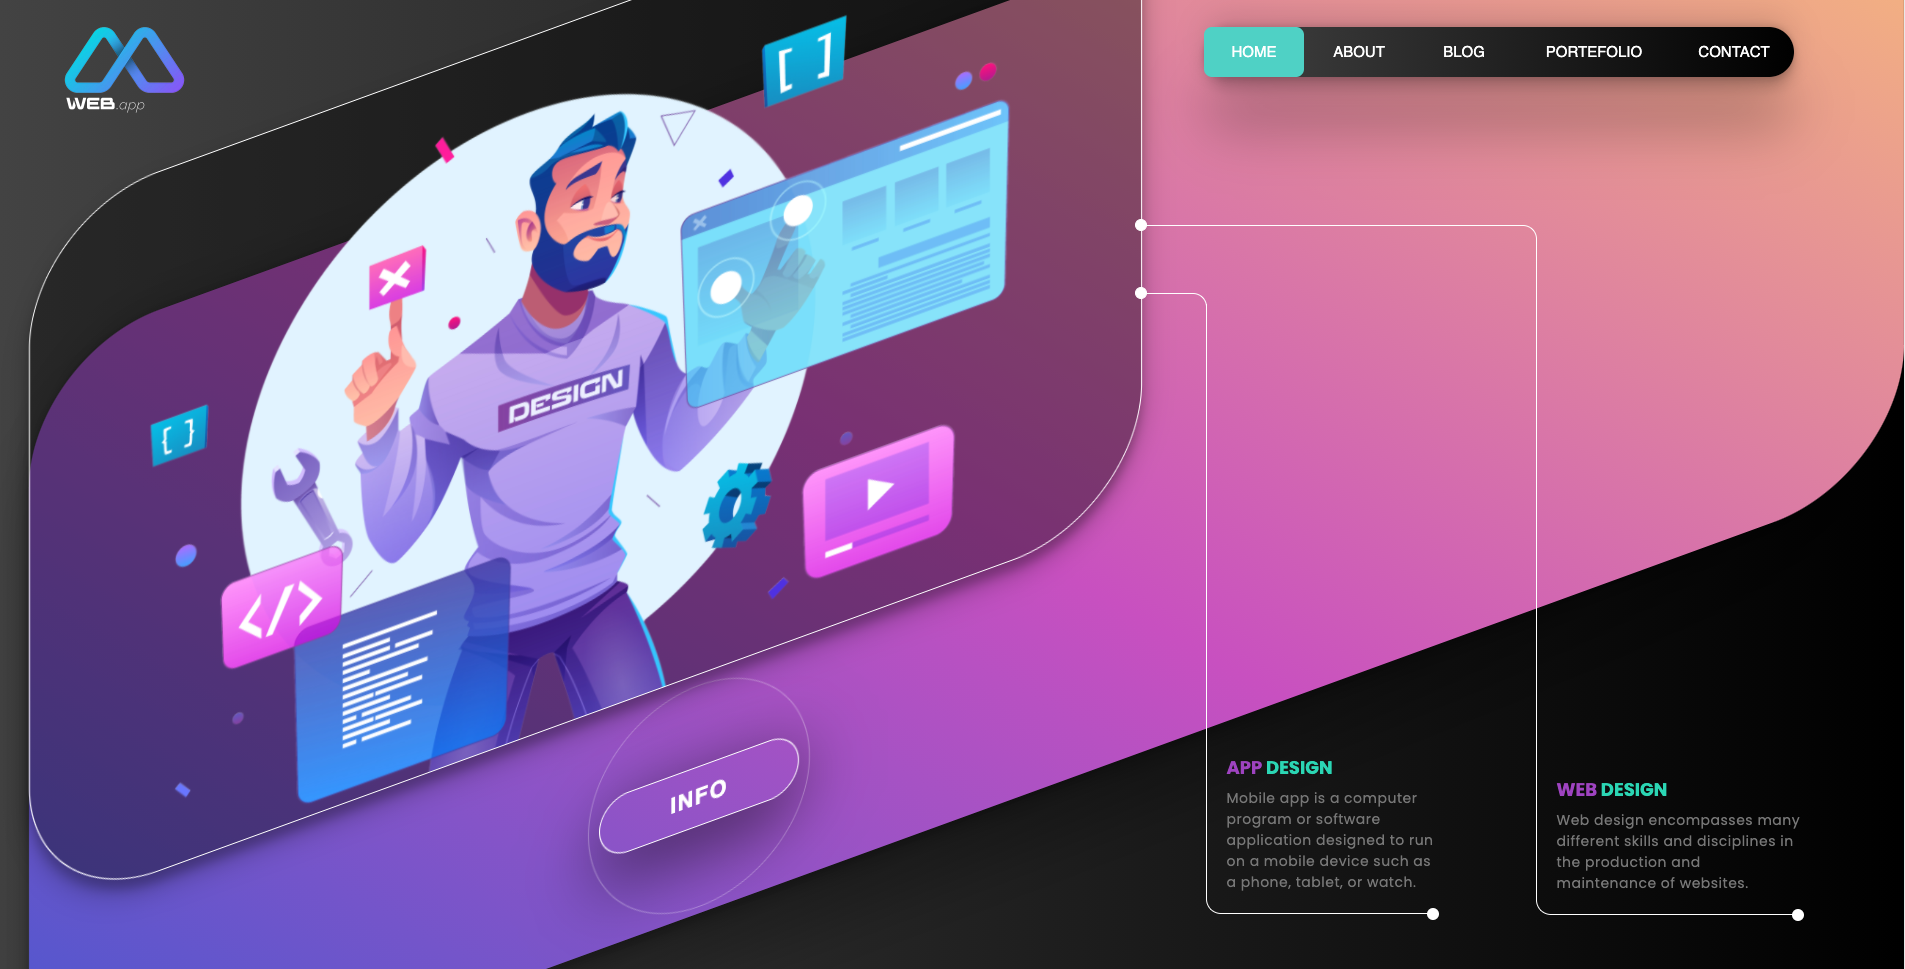 WEB.app
HOME ABOUT BLOG PORTEFOLIO CONTACT
[ ]
DESIGN
{ }
</>
INFO
APP DESIGN
Mobile app is a computer
program or software
application designed to run
on a mobile device such as
a phone, tablet, or watch.
WEB DESIGN
Web design encompasses many
different skills and disciplines in
the production and
maintenance of websites.